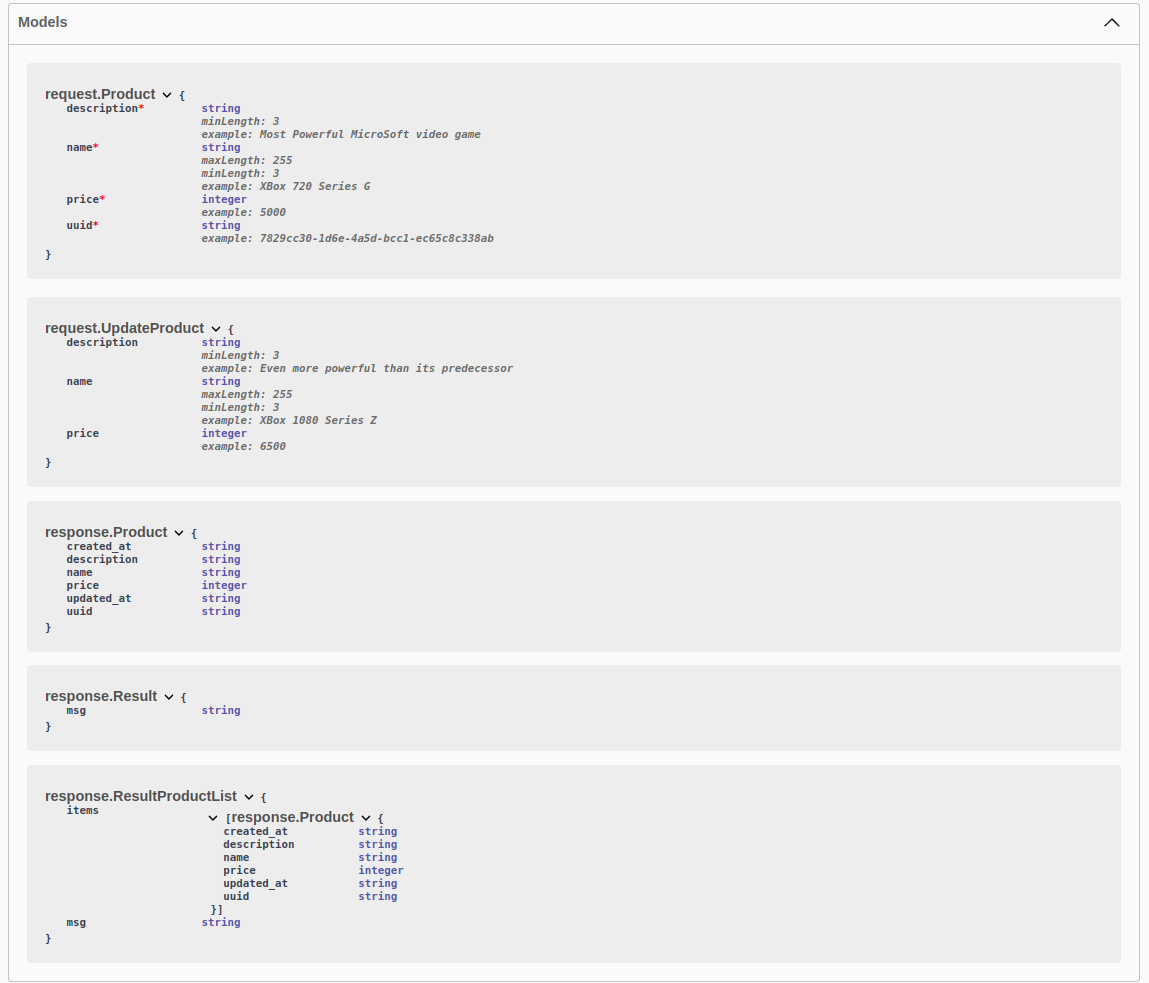 Models
request.Product {
description* string
minLength: 3
example: Most Powerful MicroSoft video game
name* string
maxLength: 255
minLength: 3
example: XBox 720 Series G
price* integer
example: 5000
uuid* string
example: 7829cc30-1d6e-4a5d-bcc1-ec65c8c338ab
}
request.UpdateProduct {
description string
minLength: 3
example: Even more powerful than its predecessor
name string
maxLength: 255
minLength: 3
example: XBox 1080 Series Z
price integer
example: 6500
}
response.Product {
created_at string
description string
name string
price integer
updated_at string
uuid string
}
response.Result {
msg string
}
response.ResultProductList {
items
[response.Product {
created_at string
description string
name string
price integer
updated_at string
uuid string
}]
msg string
}